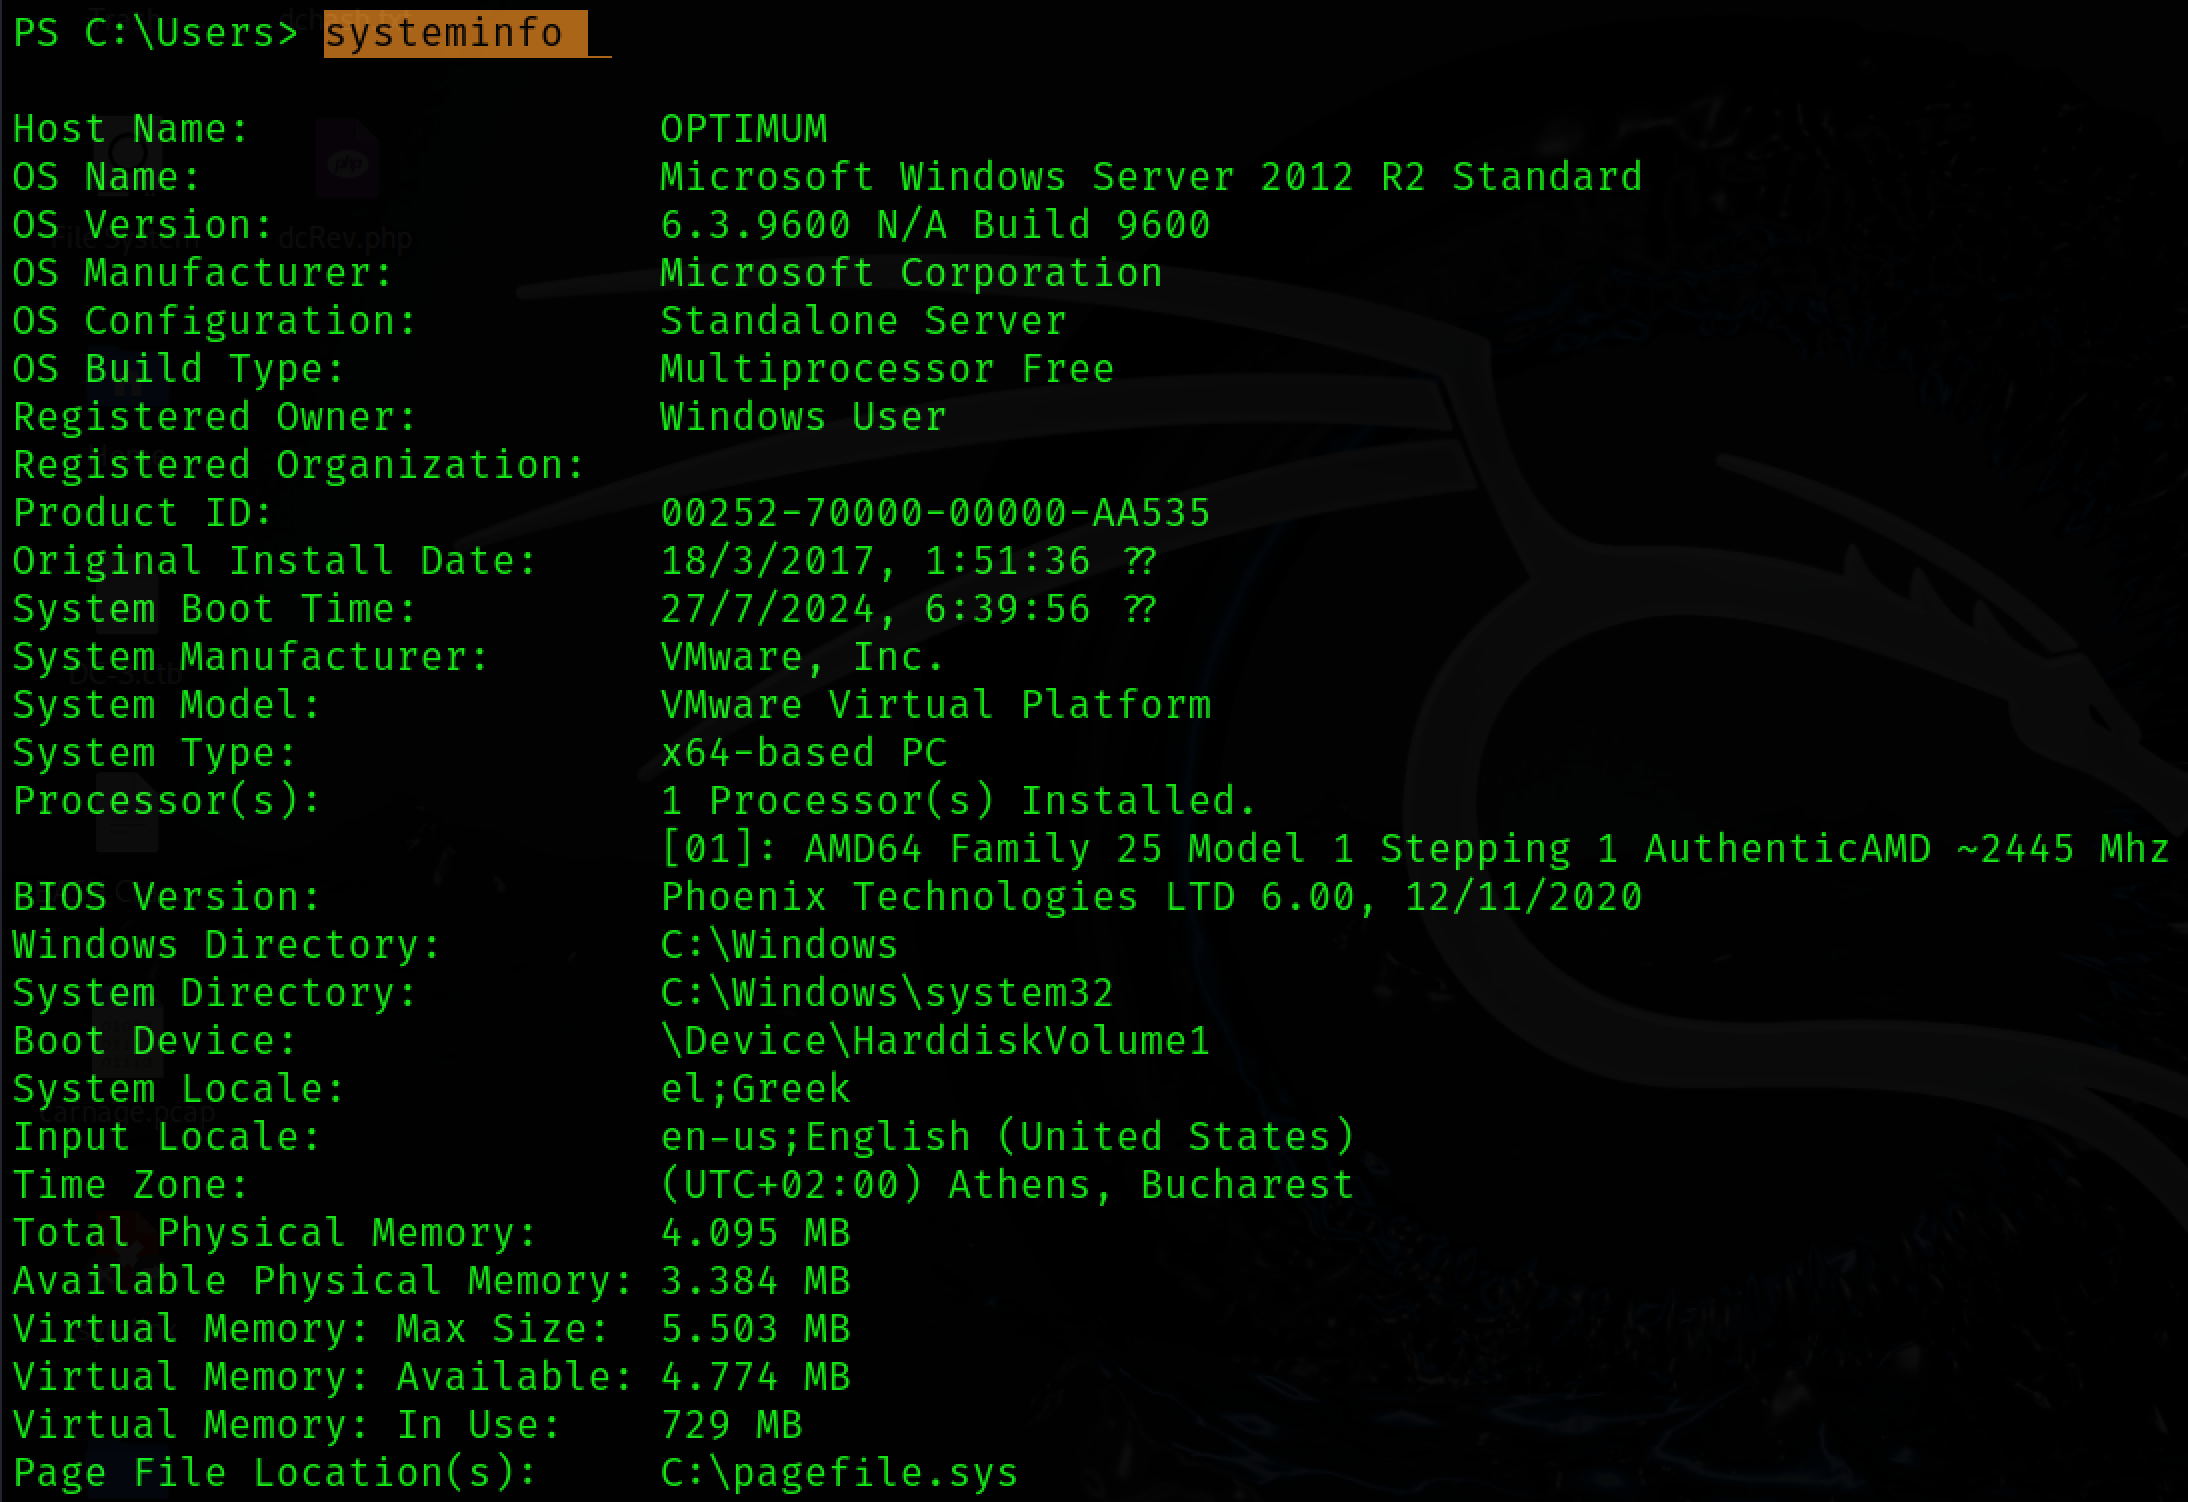 PS C:\Users> systeminfo
Host Name: OPTIMUM
OS Name: Microsoft Windows Server 2012 R2 Standard
OS Version: 6.3.9600 N/A Build 9600
OS Manufacturer: Microsoft Corporation
OS Configuration: Standalone Server
OS Build Type: Multiprocessor Free
Registered Owner: Windows User
Registered Organization:
Product ID: 00252-70000-00000-AA535
Original Install Date: 18/3/2017, 1:51:36 ??
System Boot Time: 27/7/2024, 6:39:56 ??
System Manufacturer: VMware, Inc.
System Model: VMware Virtual Platform
System Type: x64-based PC
Processor(s): 1 Processor(s) Installed.
[01]: AMD64 Family 25 Model 1 Stepping 1 AuthenticAMD ~2445 Mhz
BIOS Version: Phoenix Technologies LTD 6.00, 12/11/2020
Windows Directory: C:\Windows
System Directory: C:\Windows\system32
Boot Device: \Device\HarddiskVolume1
System Locale: el;Greek
Input Locale: en-us;English (United States)
Time Zone: (UTC+02:00) Athens, Bucharest
Total Physical Memory: 4.095 MB
Available Physical Memory: 3.384 MB
Virtual Memory: Max Size: 5.503 MB
Virtual Memory: Available: 4.774 MB
Virtual Memory: In Use: 729 MB
Page File Location(s): C:\pagefile.sys
File System
dcRev.php